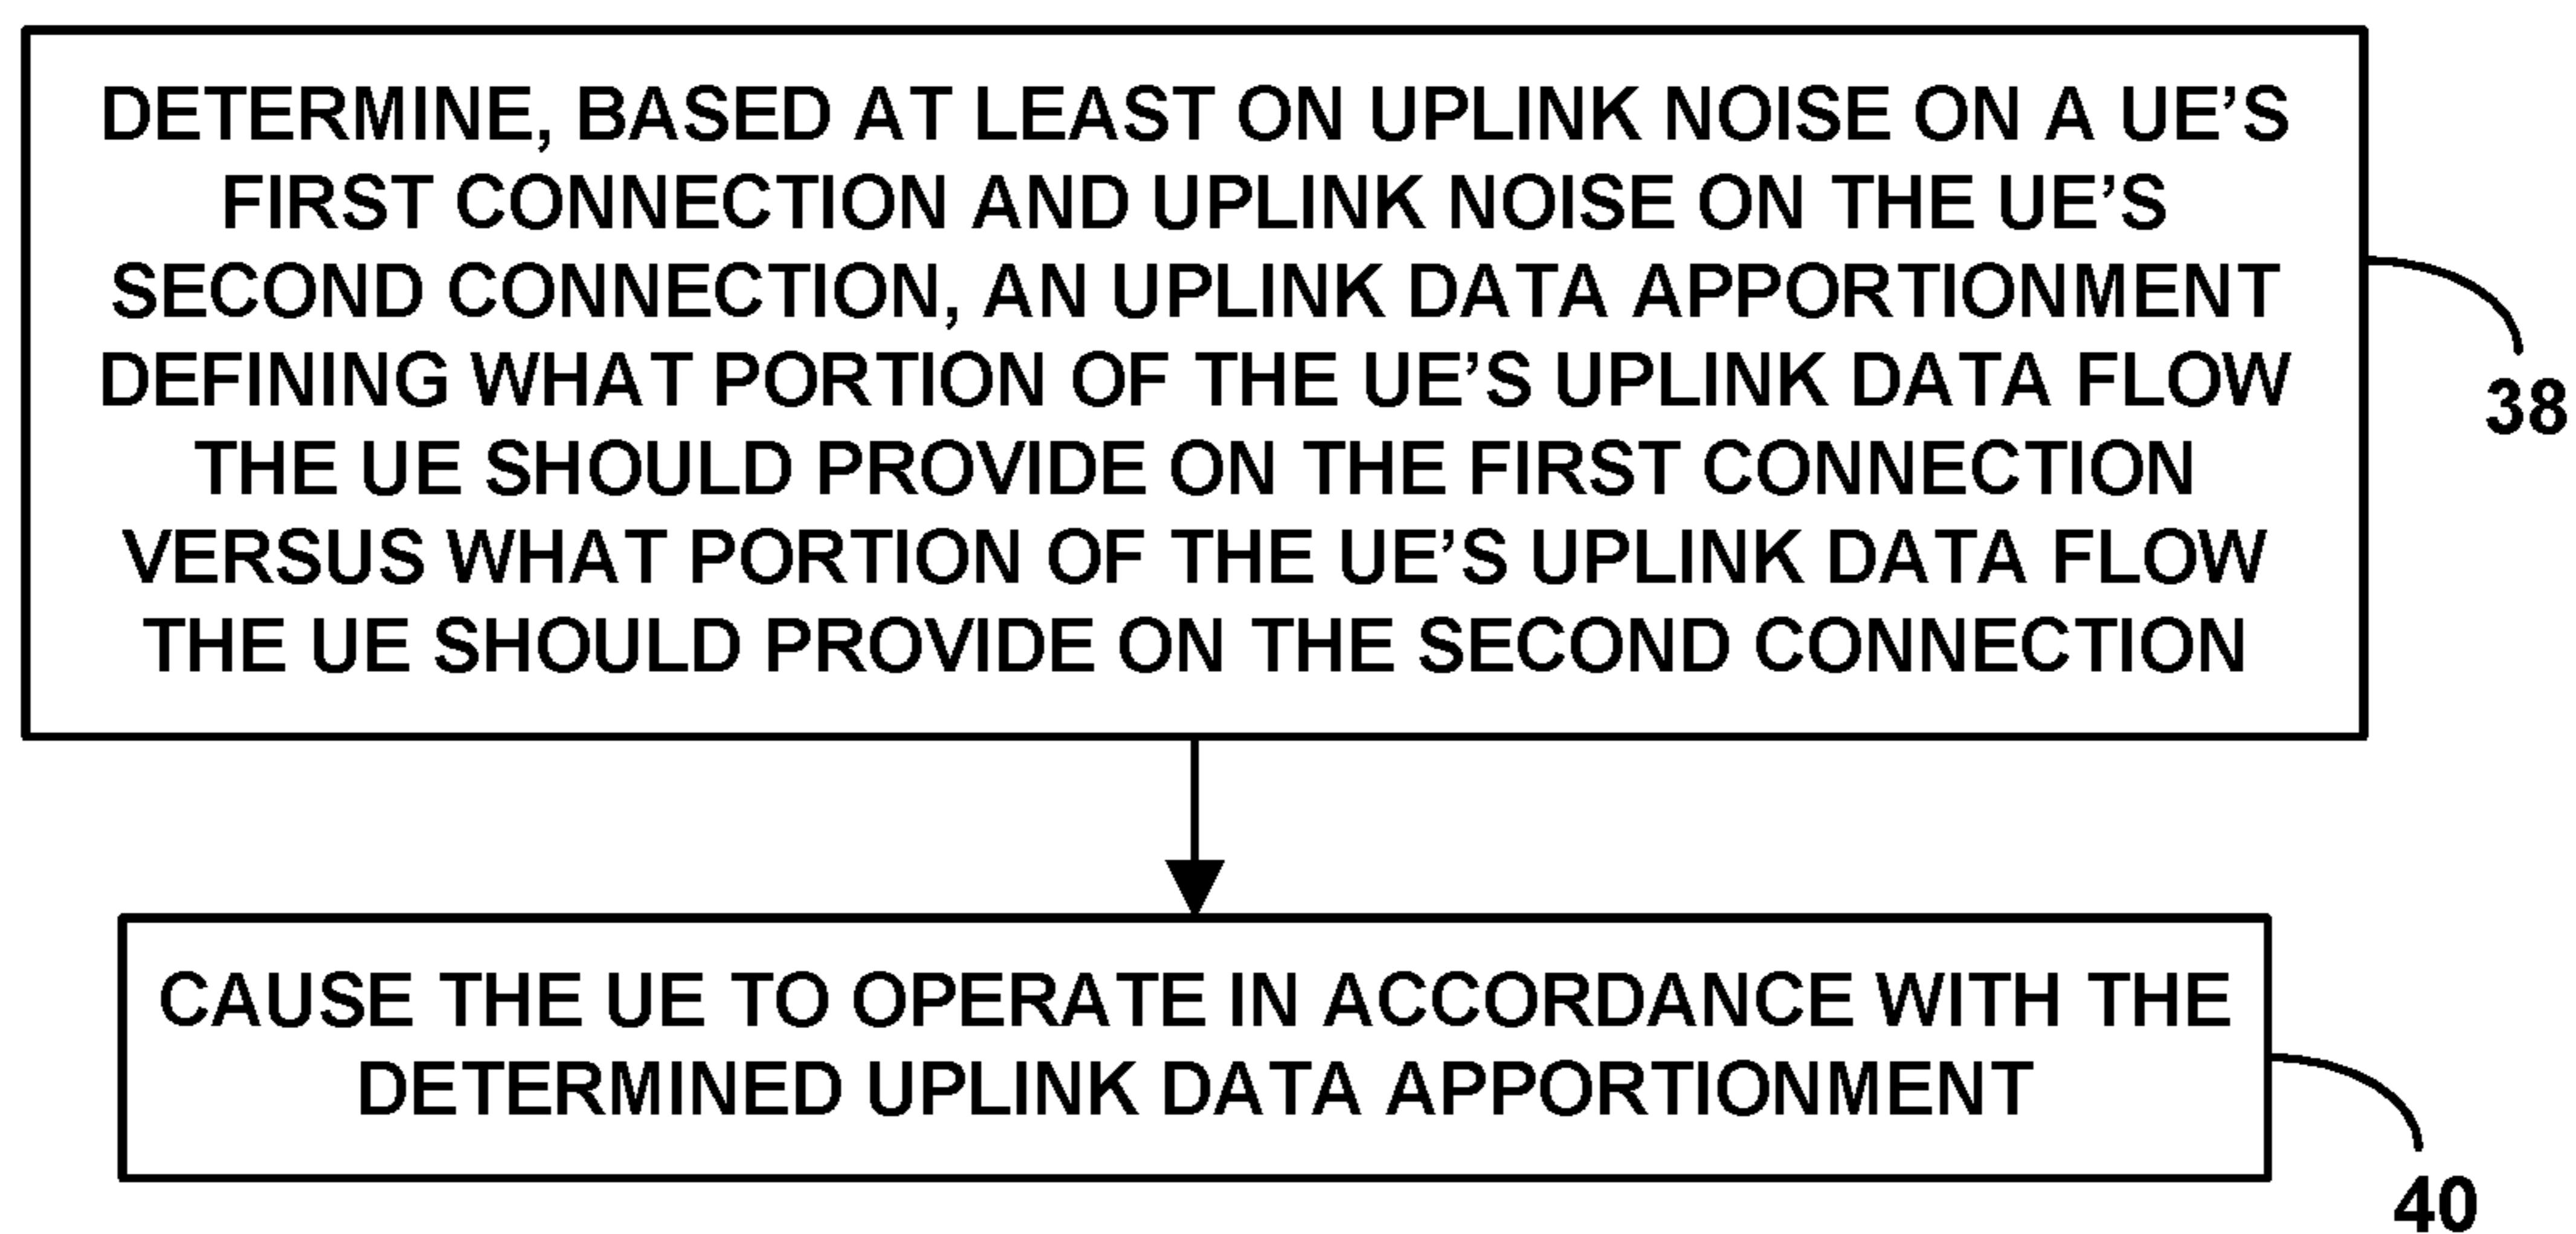 DETERMINE, BASED AT LEAST ON UPLINK NOISE ON A UE’S
FIRST CONNECTION AND UPLINK NOISE ON THE UE’S
SECOND CONNECTION, AN UPLINK DATA APPORTIONMENT
DEFINING WHAT PORTION OF THE UE’S UPLINK DATA FLOW
THE UE SHOULD PROVIDE ON THE FIRST CONNECTION
VERSUS WHAT PORTION OF THE UE’S UPLINK DATA FLOW
THE UE SHOULD PROVIDE ON THE SECOND CONNECTION
38
CAUSE THE UE TO OPERATE IN ACCORDANCE WITH THE
DETERMINED UPLINK DATA APPORTIONMENT
40